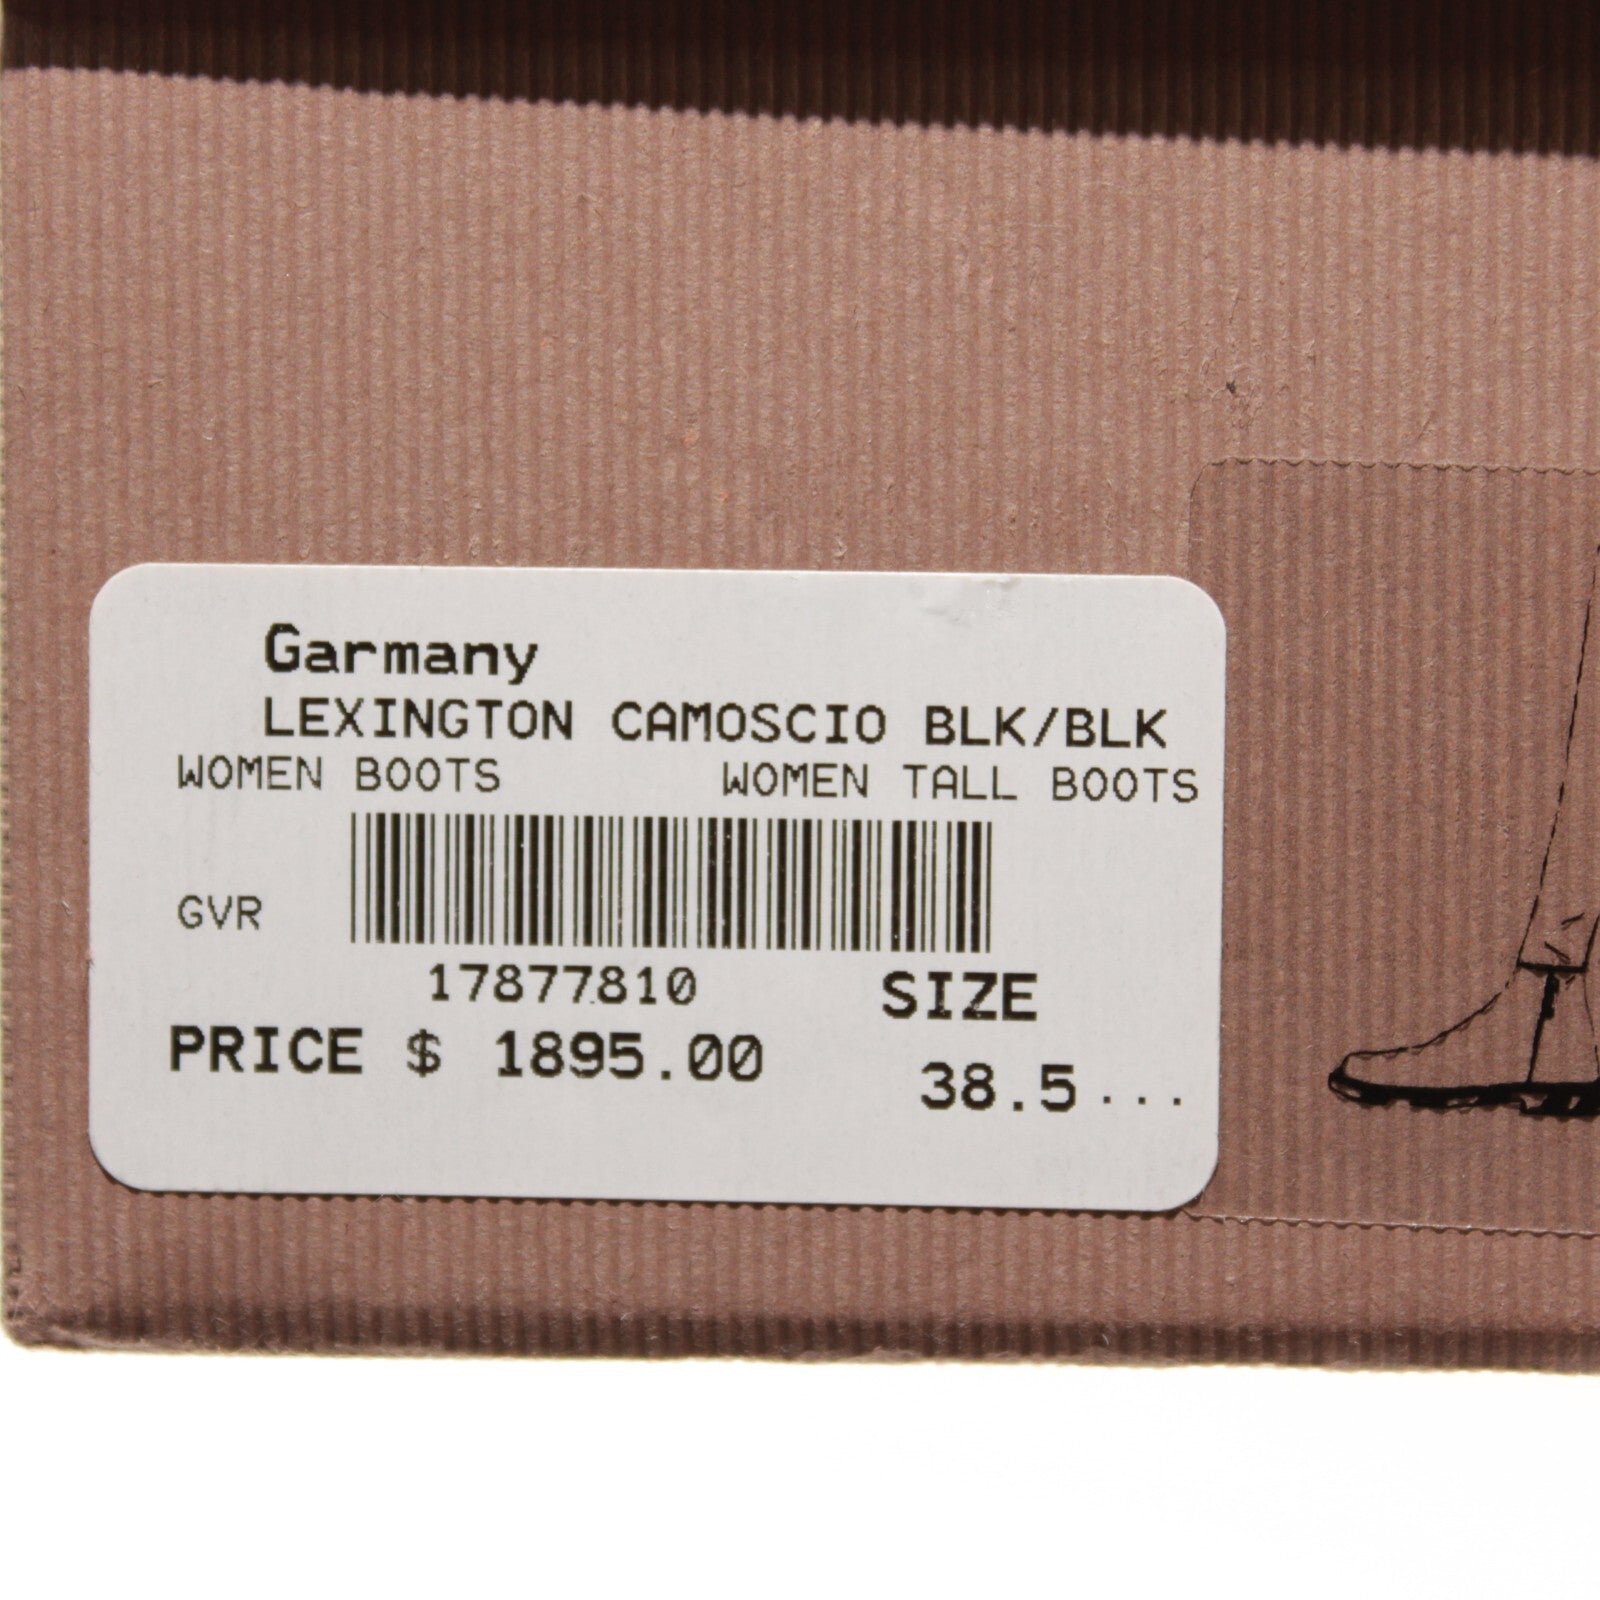 Garmany
LEXINGTON CAMOSCIO BLK/BLK
WOMEN BOOTS WOMEN TALL BOOTS
GVR
17877810 SIZE
PRICE $ 1895.00
38.5...